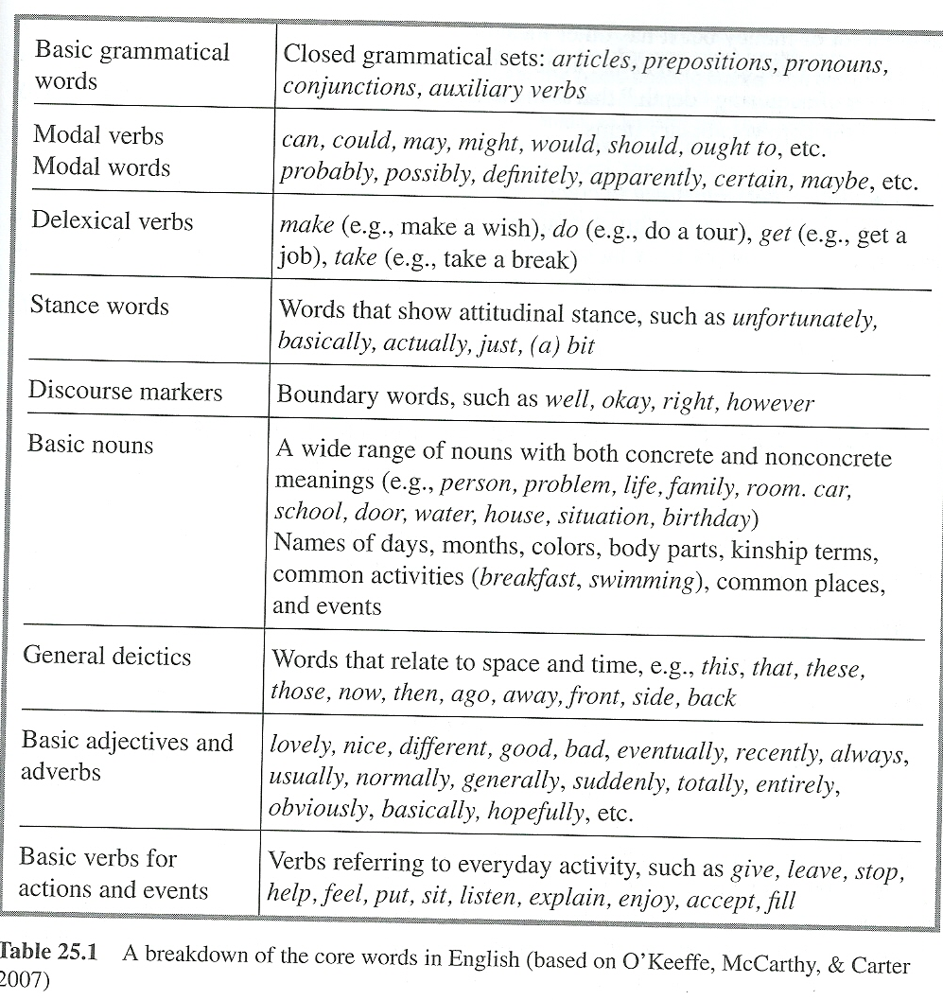 Basic grammatical
words
Closed grammatical sets: articles, prepositions, pronouns,
conjunctions, auxiliary verbs
Modal verbs
Modal words
can, could, may, might, would, should, ought to, etc.
probably, possibly, definitely, apparently, certain, maybe, etc.
Delexical verbs
make (e.g., make a wish), do (e.g., do a tour), get (e.g., get a
job), take (e.g., take a break)
Stance words
Words that show attitudinal stance, such as unfortunately,
basically, actually, just, (a) bit
Discourse markers
Boundary words, such as well, okay, right, however
Basic nouns
A wide range of nouns with both concrete and nonconcrete
meanings (e.g., person, problem, life, family, room. car,
school, door, water, house, situation, birthday)
Names of days, months, colors, body parts, kinship terms,
common activities (breakfast, swimming), common places,
and events
General deictics
Words that relate to space and time, e.g., this, that, these,
those, now, then, ago, away, front, side, back
Basic adjectives and
adverbs
lovely, nice, different, good, bad, eventually, recently, always,
usually, normally, generally, suddenly, totally, entirely,
obviously, basically, hopefully, etc.
Basic verbs for
actions and events
Verbs referring to everyday activity, such as give, leave, stop,
help, feel, put, sit, listen, explain, enjoy, accept, fill
Table 25.1 A breakdown of the core words in English (based on O'Keeffe, McCarthy, & Carter
2007)